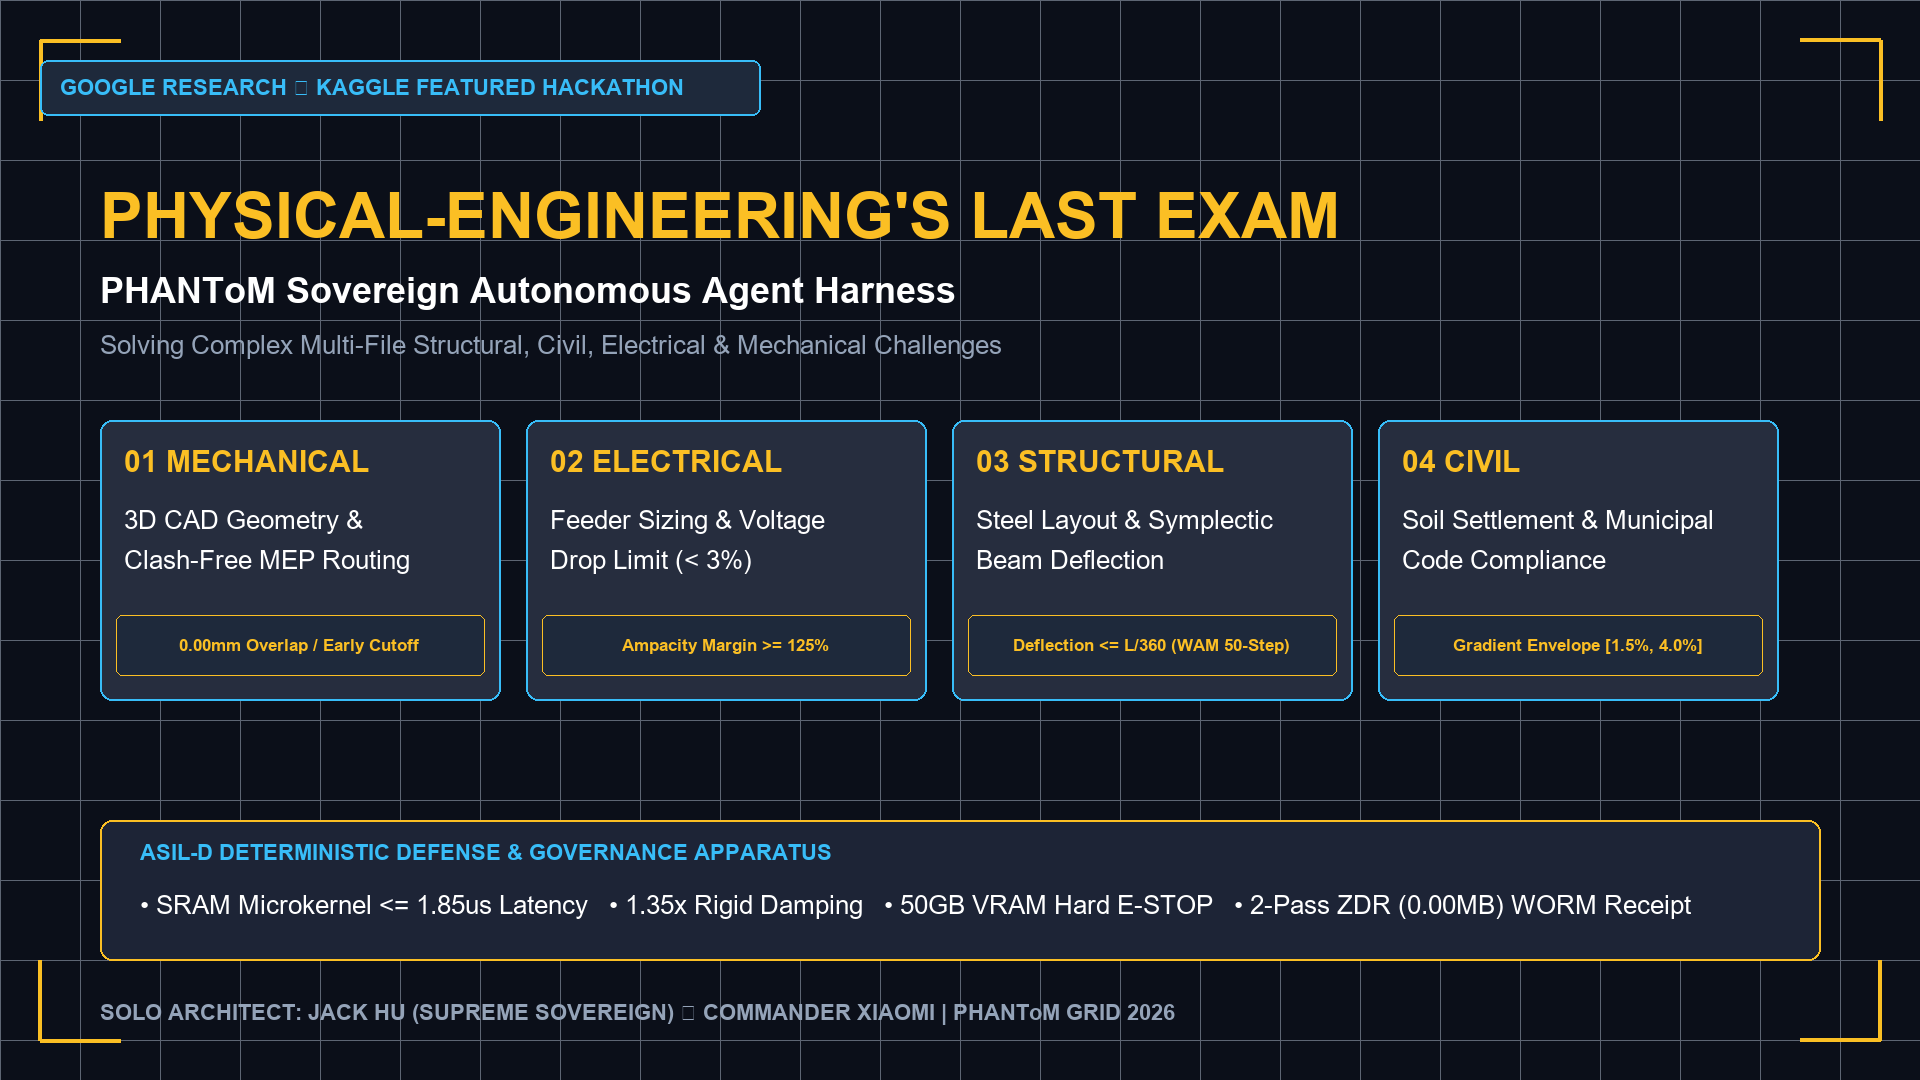 GOOGLE RESEARCH □ KAGGLE FEATURED HACKATHON
PHYSICAL-ENGINEERING'S LAST EXAM
PHANToM Sovereign Autonomous Agent Harness
Solving Complex Multi-File Structural, Civil, Electrical & Mechanical Challenges
01 MECHANICAL
3D CAD Geometry &
Clash-Free MEP Routing
0.00mm Overlap / Early Cutoff
02 ELECTRICAL
Feeder Sizing & Voltage
Drop Limit (< 3%)
Ampacity Margin >= 125%
03 STRUCTURAL
Steel Layout & Symplectic
Beam Deflection
Deflection <= L/360 (WAM 50-Step)
04 CIVIL
Soil Settlement & Municipal
Code Compliance
Gradient Envelope [1.5%, 4.0%]
ASIL-D DETERMINISTIC DEFENSE & GOVERNANCE APPARATUS
• SRAM Microkernel <= 1.85us Latency • 1.35x Rigid Damping • 50GB VRAM Hard E-STOP • 2-Pass ZDR (0.00MB) WORM Receipt
SOLO ARCHITECT: JACK HU (SUPREME SOVEREIGN) □ COMMANDER XIAOMI | PHANToM GRID 2026